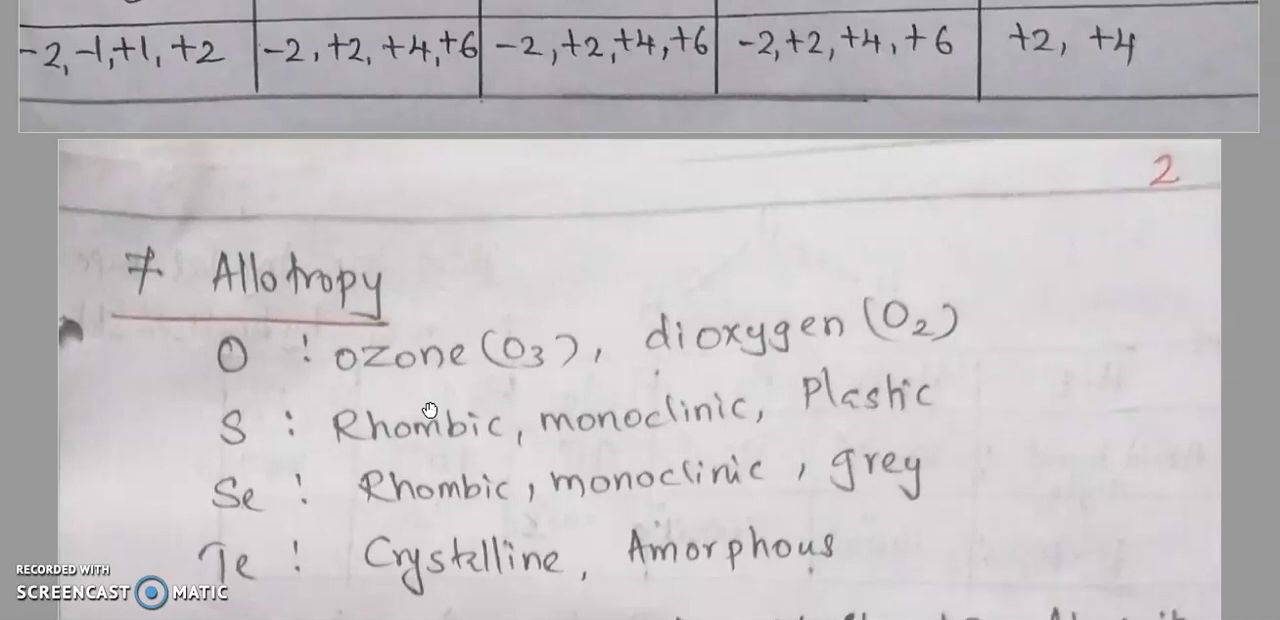 -2, -1, +1, +2 -2, +2, +4, +6 -2, +2, +4, +6 -2, +2, +4, +6 +2, +4
2
7. Allotropy
O : ozone (O3), dioxygen (O2)
S : Rhombic, monoclinic, Plastic
Se : Rhombic, monoclinic, grey
Te : Crystalline, Amorphous
RECORDED WITH
SCREENCAST MATIC